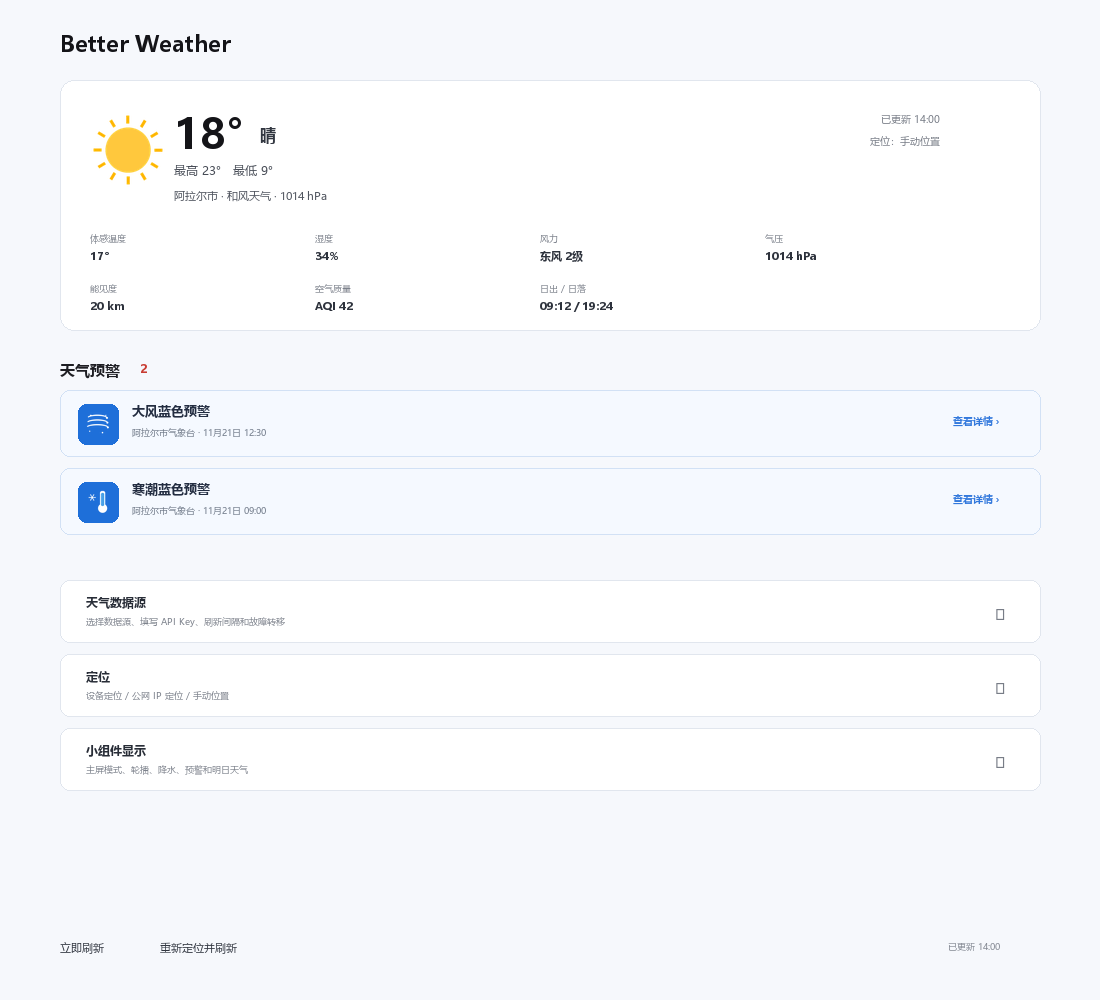 Better Weather
18° 晴
已更新 14:00
最高 23° 最低 9°
定位：手动位置
阿拉尔市 · 和风天气 · 1014 hPa
体感温度 湿度 风力 气压
17° 34% 东风 2级 1014 hPa
能见度 空气质量 日出 / 日落
20 km AQI 42 09:12 / 19:24
天气预警 2
大风蓝色预警
阿拉尔市气象台 · 11月21日 12:30
查看详情 ›
寒潮蓝色预警
阿拉尔市气象台 · 11月21日 09:00
查看详情 ›
天气数据源
选择数据源、填写 API Key、刷新间隔和故障转移
定位
设备定位 / 公网 IP 定位 / 手动位置
小组件显示
主屏模式、轮播、降水、预警和明日天气
立即刷新 重新定位并刷新 已更新 14:00